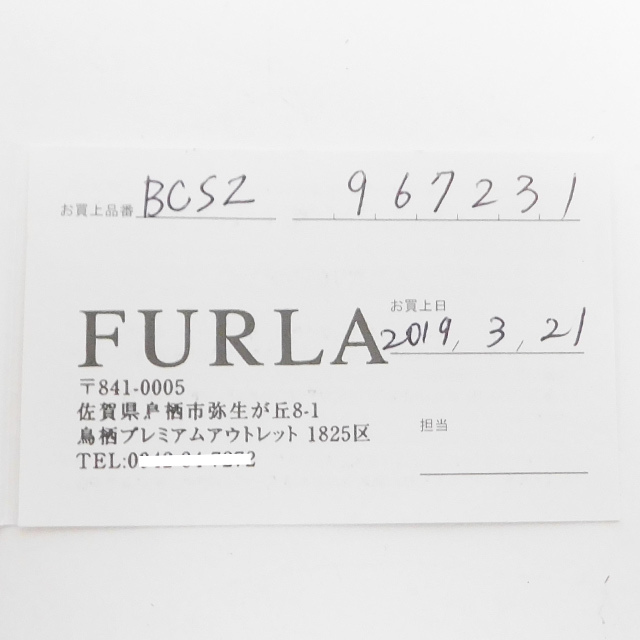 お買上品番 BCSZ 967231
お買上日
FURLA 2019, 3, 21
〒841-0005
佐賀県鳥栖市弥生が丘8-1
鳥栖プレミアムアウトレット 1825区
担当
TEL:0